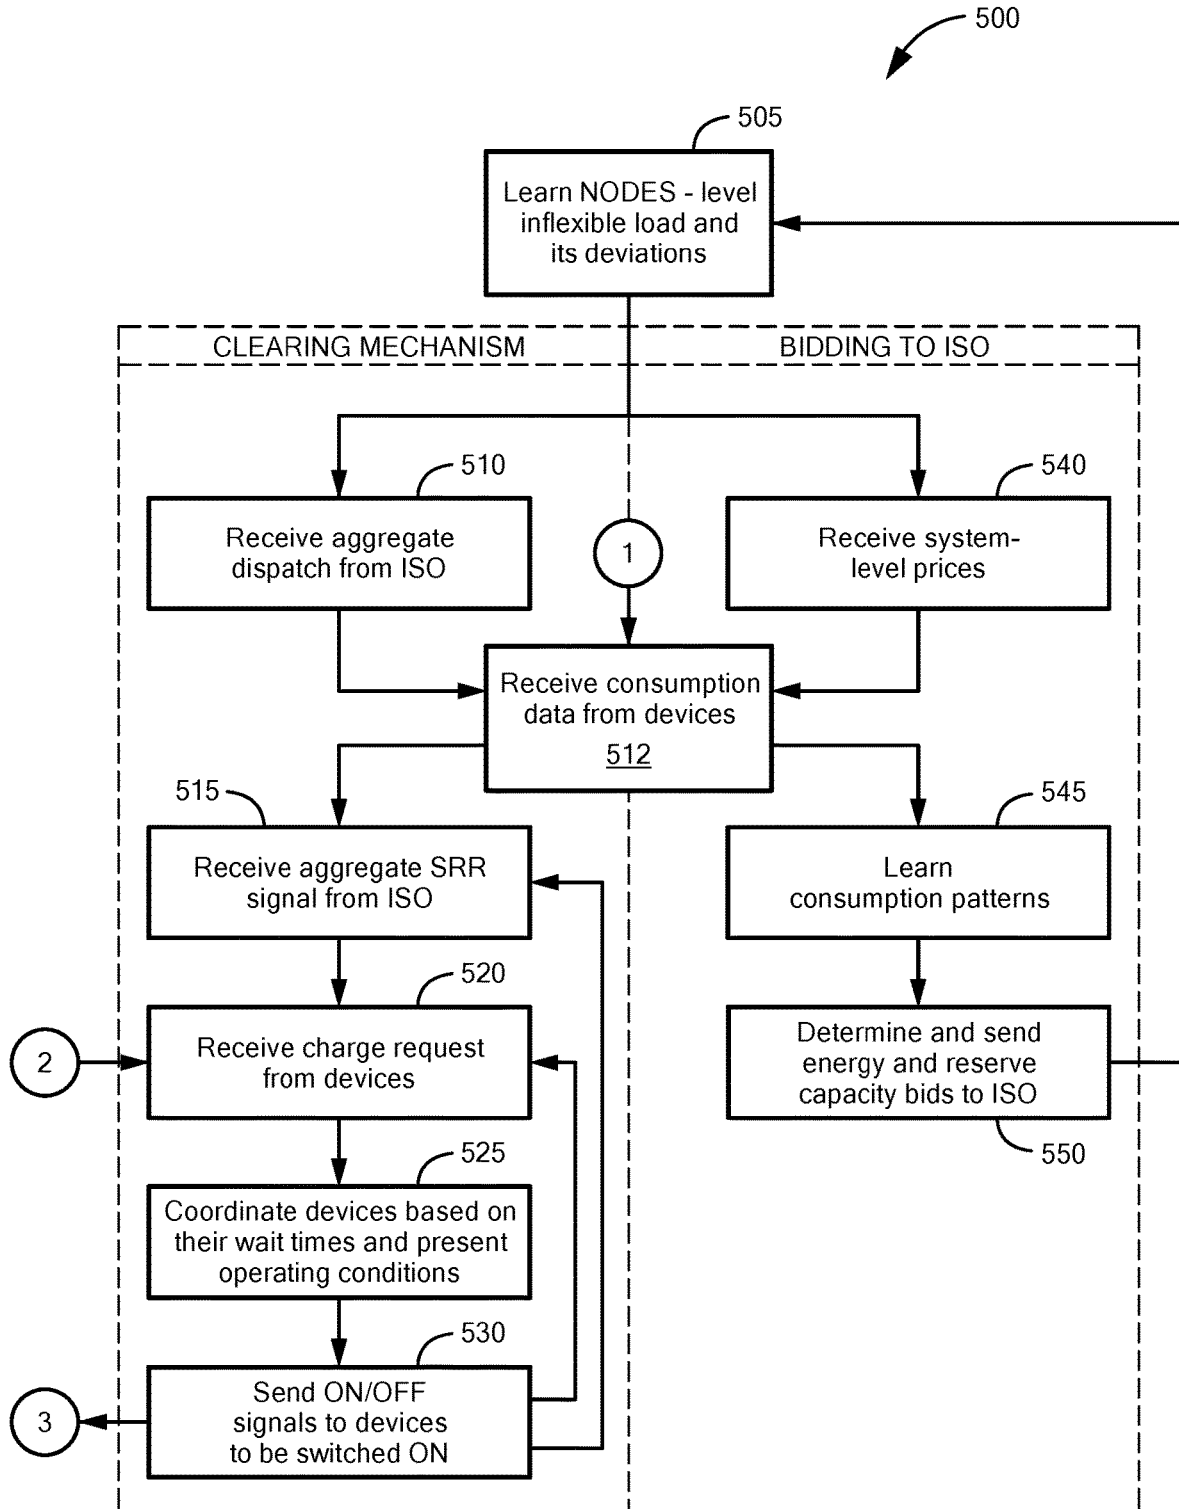 500
505
Learn NODES - level
inflexible load and
its deviations
CLEARING MECHANISM
BIDDING TO ISO
510
Receive aggregate
dispatch from ISO
1
540
Receive system-
level prices
Receive consumption
data from devices
512
515
Receive aggregate SRR
signal from ISO
545
Learn
consumption patterns
520
2
Receive charge request
from devices
Determine and send
energy and reserve
capacity bids to ISO
550
525
Coordinate devices based on
their wait times and present
operating conditions
530
3
Send ON/OFF
signals to devices
to be switched ON